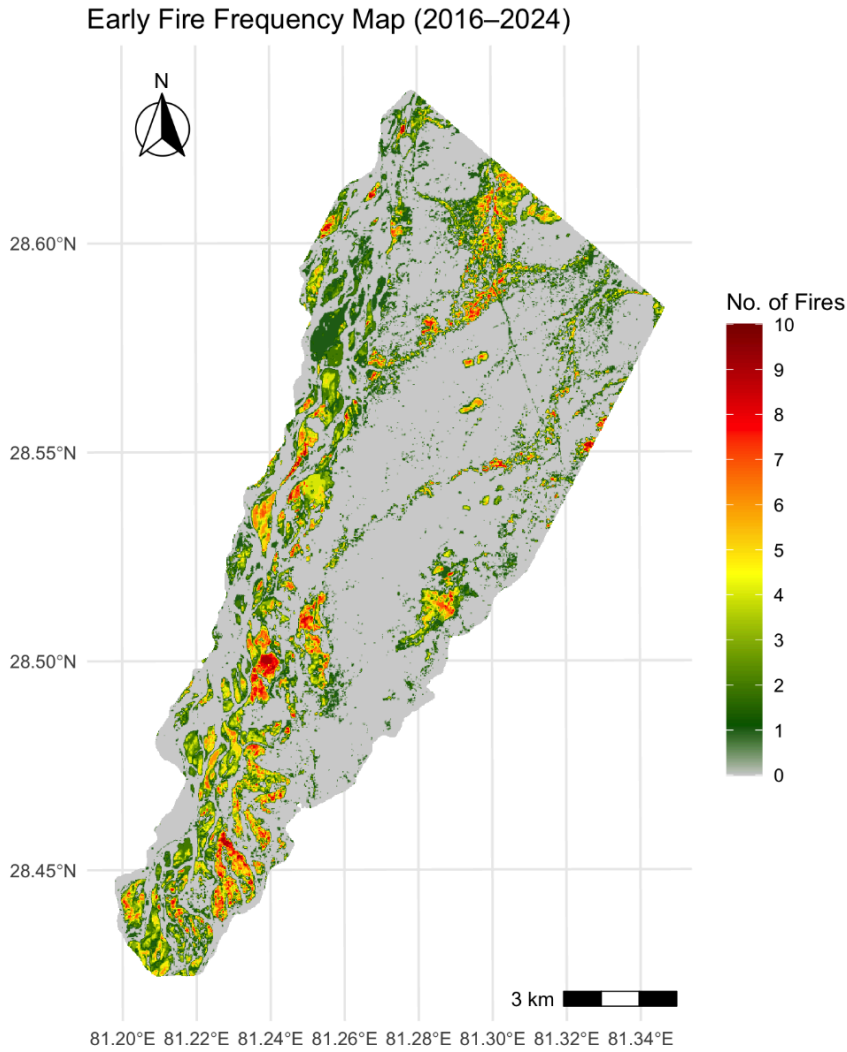 Early Fire Frequency Map (2016–2024)
N
28.60°N
28.55°N
28.50°N
28.45°N
No. of Fires
10
9
8
7
6
5
4
3
2
1
0
3 km
81.20°E 81.22°E 81.24°E 81.26°E 81.28°E 81.30°E 81.32°E 81.34°E